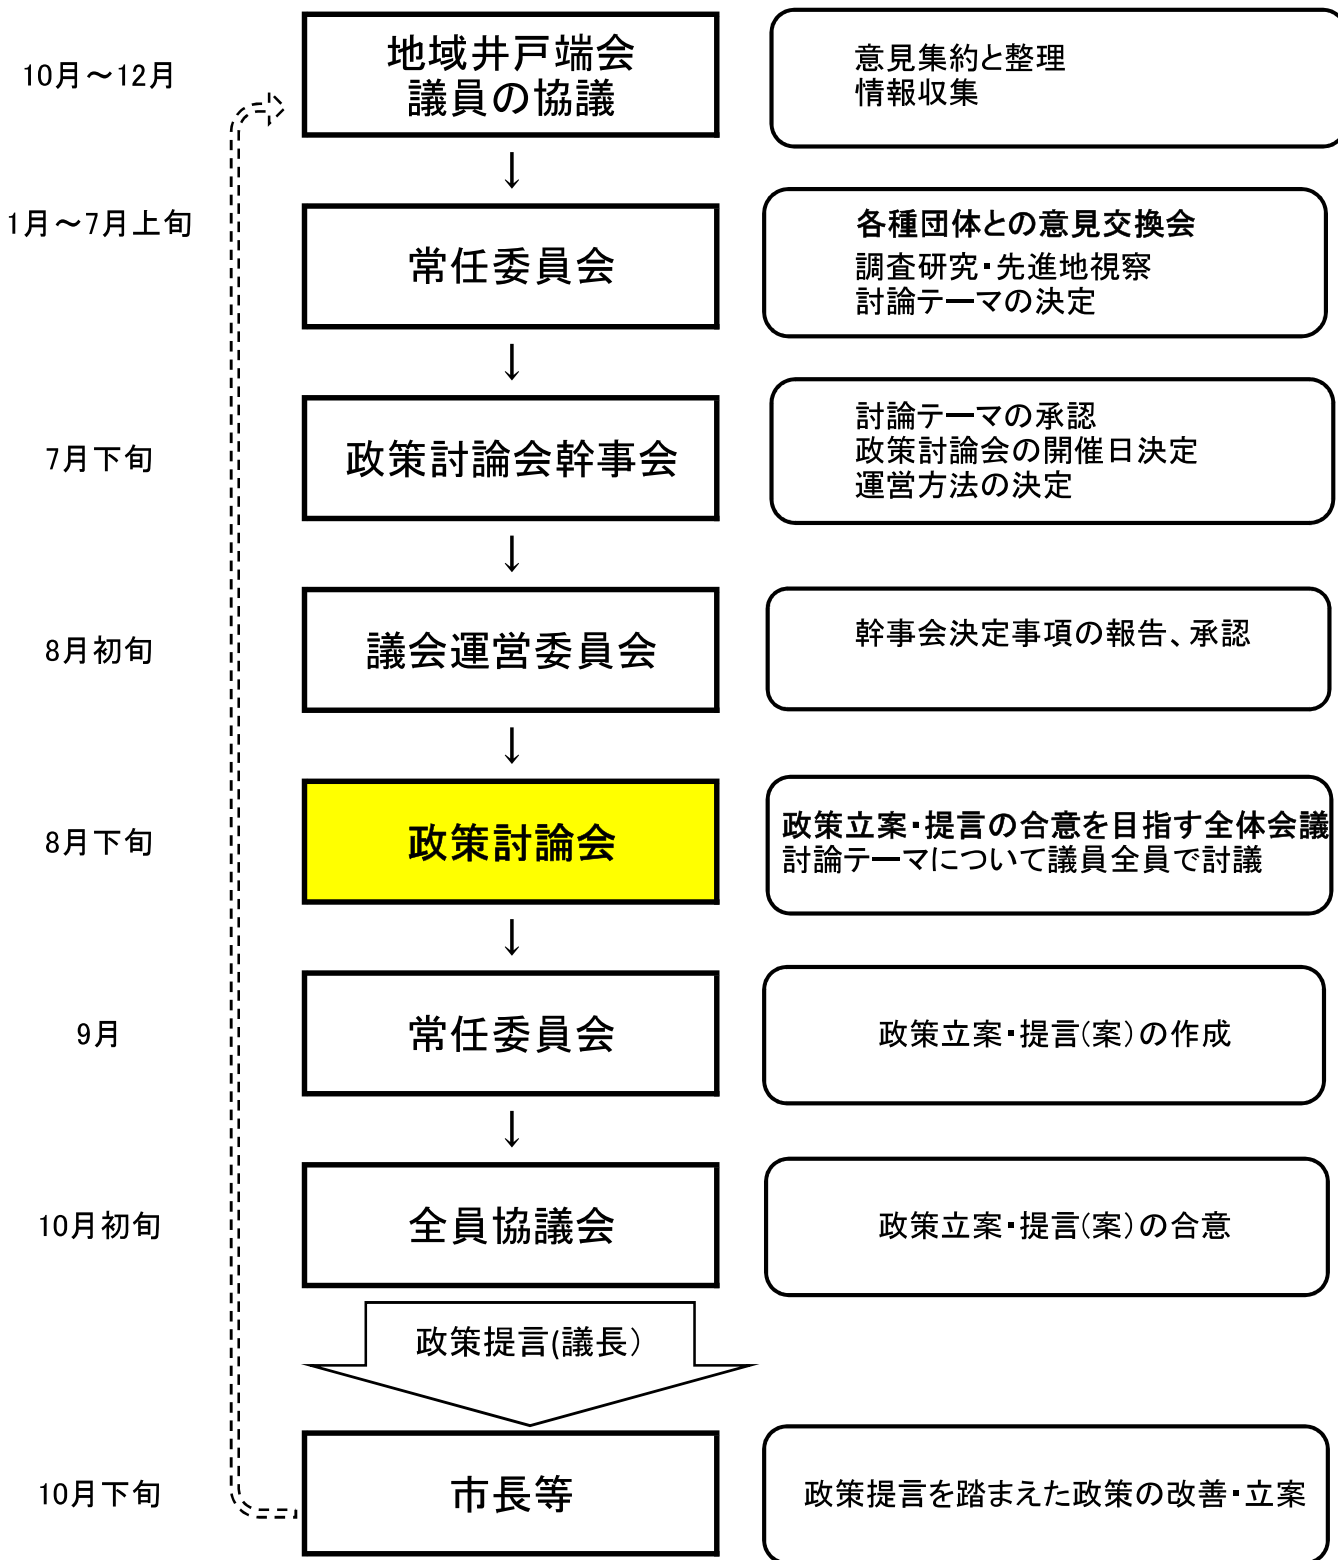 10月～12月
地域井戸端会
議員の協議
意見集約と整理
情報収集
↓
1月～7月上旬
常任委員会
各種団体との意見交換会
調査研究・先進地視察
討論テーマの決定
↓
7月下旬
政策討論会幹事会
討論テーマの承認
政策討論会の開催日決定
運営方法の決定
↓
8月初旬
議会運営委員会
幹事会決定事項の報告、承認
↓
8月下旬
政策討論会
政策立案・提言の合意を目指す全体会議
討論テーマについて議員全員で討議
↓
9月
常任委員会
政策立案・提言(案)の作成
↓
10月初旬
全員協議会
政策立案・提言(案)の合意
政策提言(議長)
10月下旬
市長等
政策提言を踏まえた政策の改善・立案